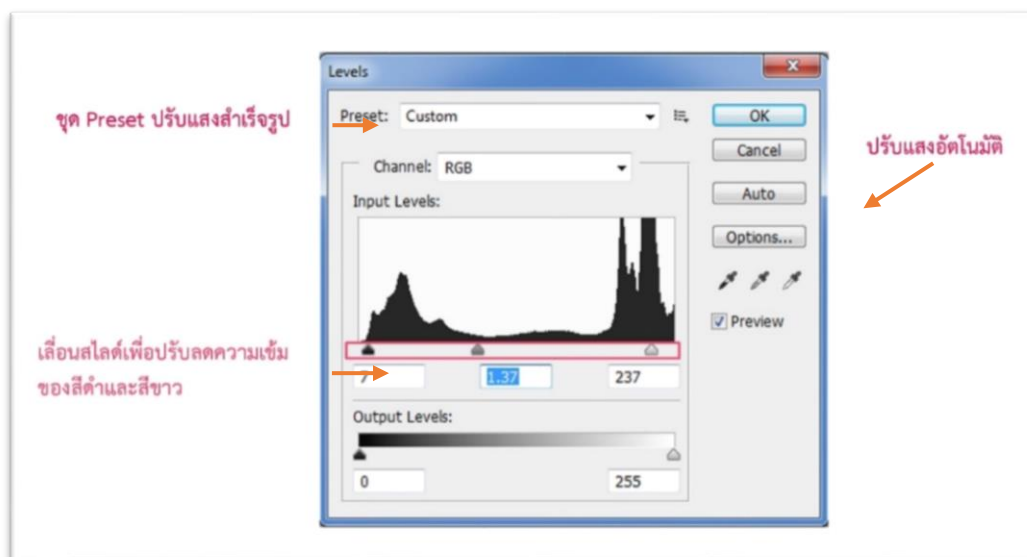 Levels
ชุด Preset ปรับแสงสำเร็จรูป
Preset: Custom
OK
Cancel
ปรับแสงอัตโนมัติ
Channel: RGB
Auto
Input Levels:
Options...
Preview
เลื่อนสไลด์เพื่อปรับลดความเข้ม
ของสีดำและสีขาว
7 1.37 237
Output Levels:
0 255